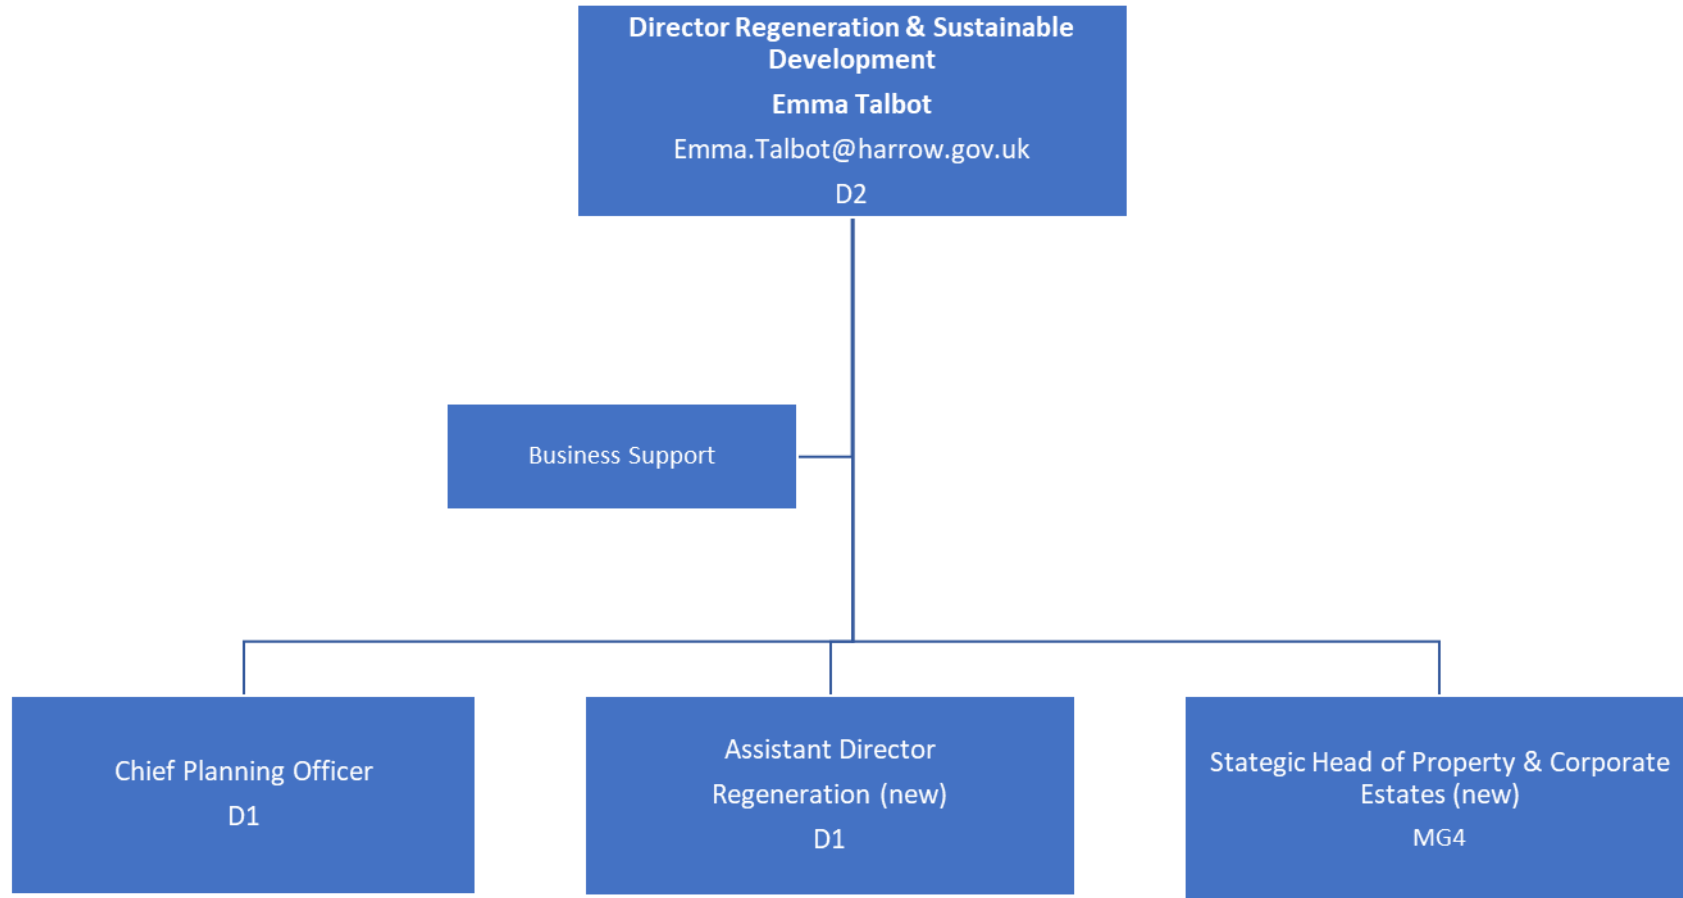 Director Regeneration & Sustainable
Development
Emma Talbot
Emma.Talbot@harrow.gov.uk
D2
Business Support
Chief Planning Officer
D1
Assistant Director
Regeneration (new)
D1
Stategic Head of Property & Corporate
Estates (new)
MG4